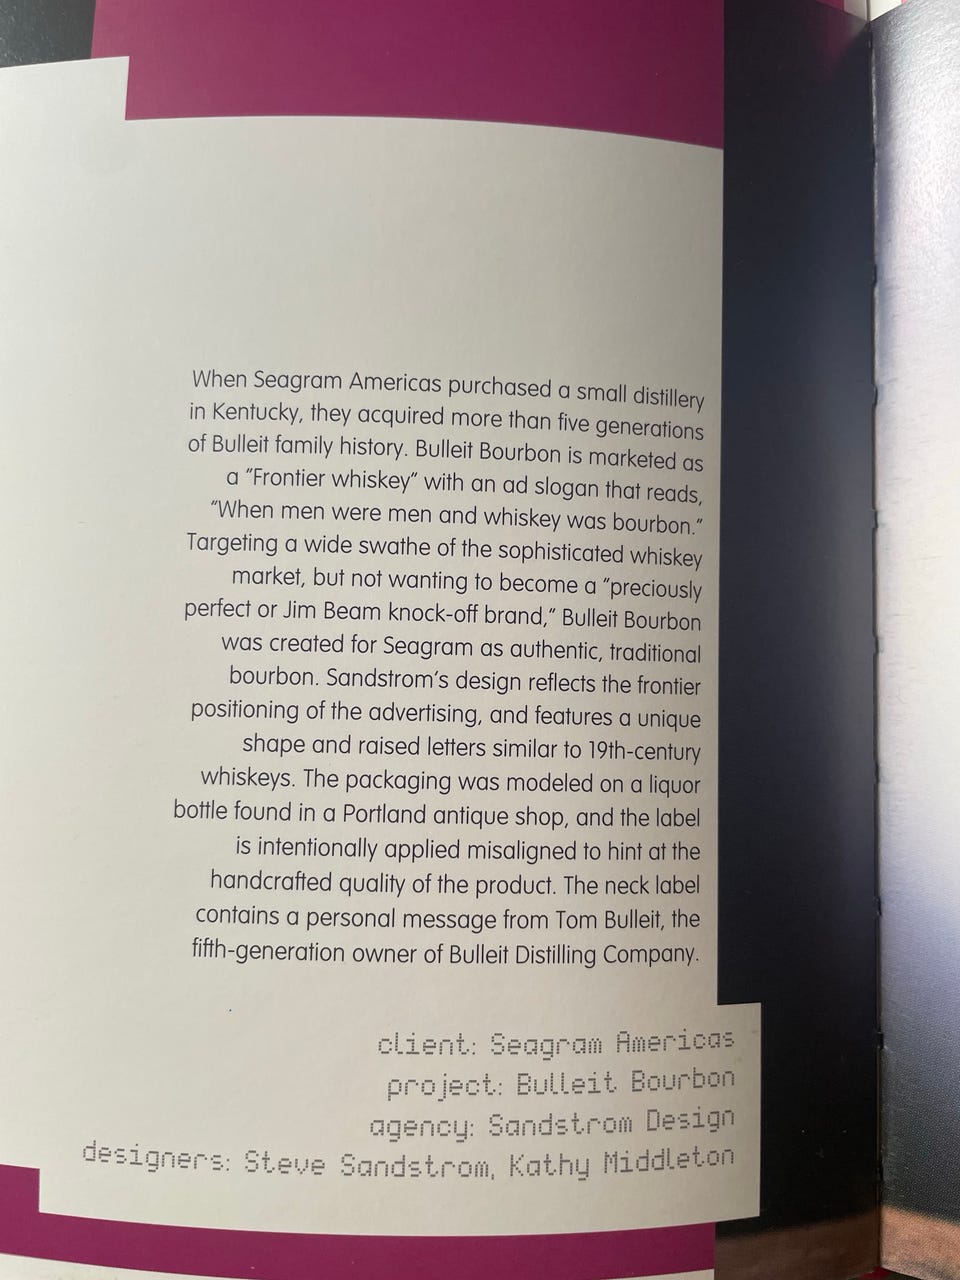 When Seagram Americas purchased a small distillery
in Kentucky, they acquired more than five generations
of Bulleit family history. Bulleit Bourbon is marketed as
a “Frontier whiskey” with an ad slogan that reads,
“When men were men and whiskey was bourbon.”
Targeting a wide swathe of the sophisticated whiskey
market, but not wanting to become a “preciously
perfect or Jim Beam knock-off brand,” Bulleit Bourbon
was created for Seagram as authentic, traditional
bourbon. Sandstrom’s design reflects the frontier
positioning of the advertising, and features a unique
shape and raised letters similar to 19th-century
whiskeys. The packaging was modeled on a liquor
bottle found in a Portland antique shop, and the label
is intentionally applied misaligned to hint at the
handcrafted quality of the product. The neck label
contains a personal message from Tom Bulleit, the
fifth-generation owner of Bulleit Distilling Company.
client: Seagram Americas
project: Bulleit Bourbon
agency: Sandstrom Design
designers: Steve Sandstrom, Kathy Middleton